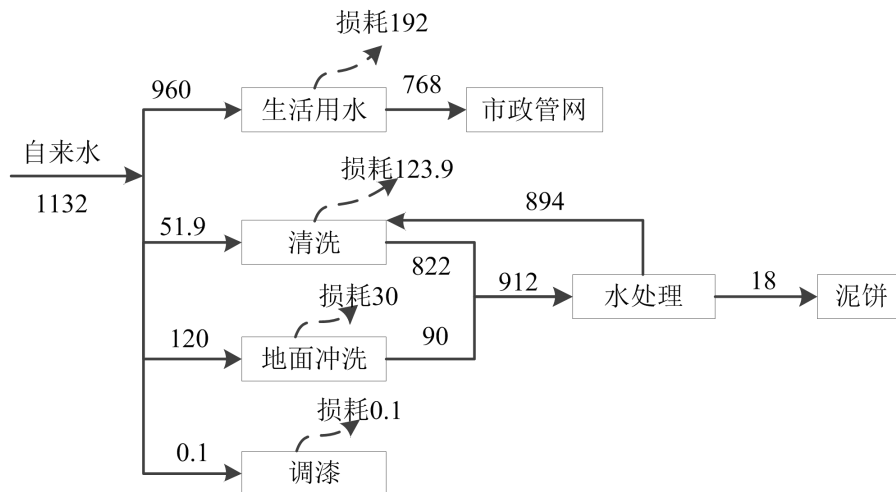 损耗192
960
生活用水
768
市政管网
自来水
1132
损耗123.9
51.9
清洗
894
822
912
水处理
18
泥饼
损耗30
120
地面冲洗
90
损耗0.1
0.1
调漆